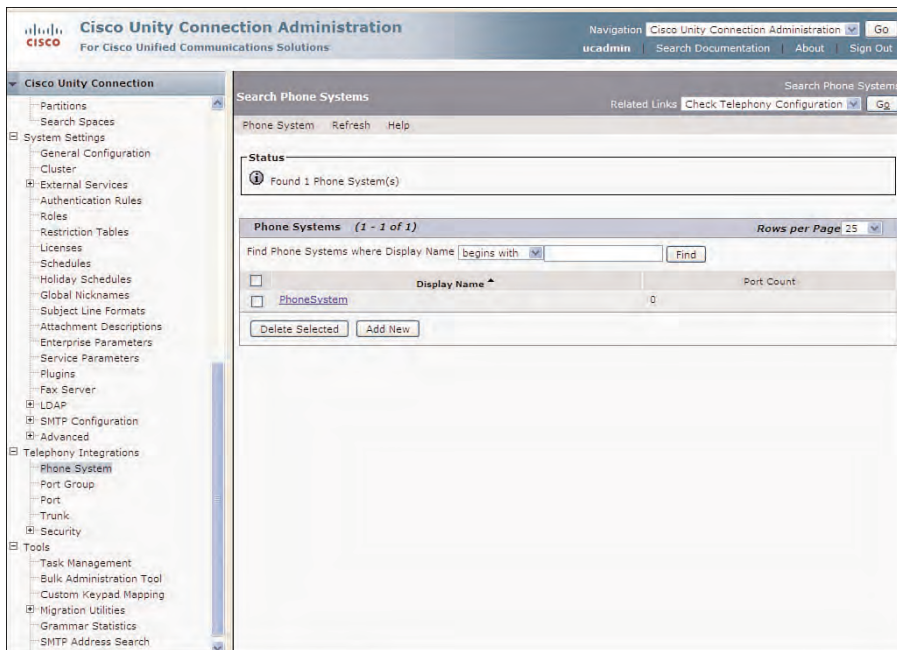 cisco
Cisco Unity Connection Administration
For Cisco Unified Communications Solutions
Navigation Cisco Unity Connection Administration Go
ucadmin | Search Documentation | About | Sign Out
Cisco Unity Connection
Partitions
Search Spaces
System Settings
General Configuration
Cluster
External Services
Authentication Rules
Roles
Restriction Tables
Licenses
Schedules
Holiday Schedules
Global Nicknames
Subject Line Formats
Attachment Descriptions
Enterprise Parameters
Service Parameters
Plugins
Fax Server
LDAP
SMTP Configuration
Advanced
Telephony Integrations
Phone System
Port Group
Port
Trunk
Security
Tools
Task Management
Bulk Administration Tool
Custom Keypad Mapping
Migration Utilities
Grammar Statistics
SMTP Address Search
Search Phone Systems
Search Phone Systems
Related Links Check Telephony Configuration Go
Phone System Refresh Help
Status
Found 1 Phone System(s)
Phone Systems (1 - 1 of 1) Rows per Page 25
Find Phone Systems where Display Name begins with Find
Display Name Port Count
PhoneSystem 0
Delete Selected Add New